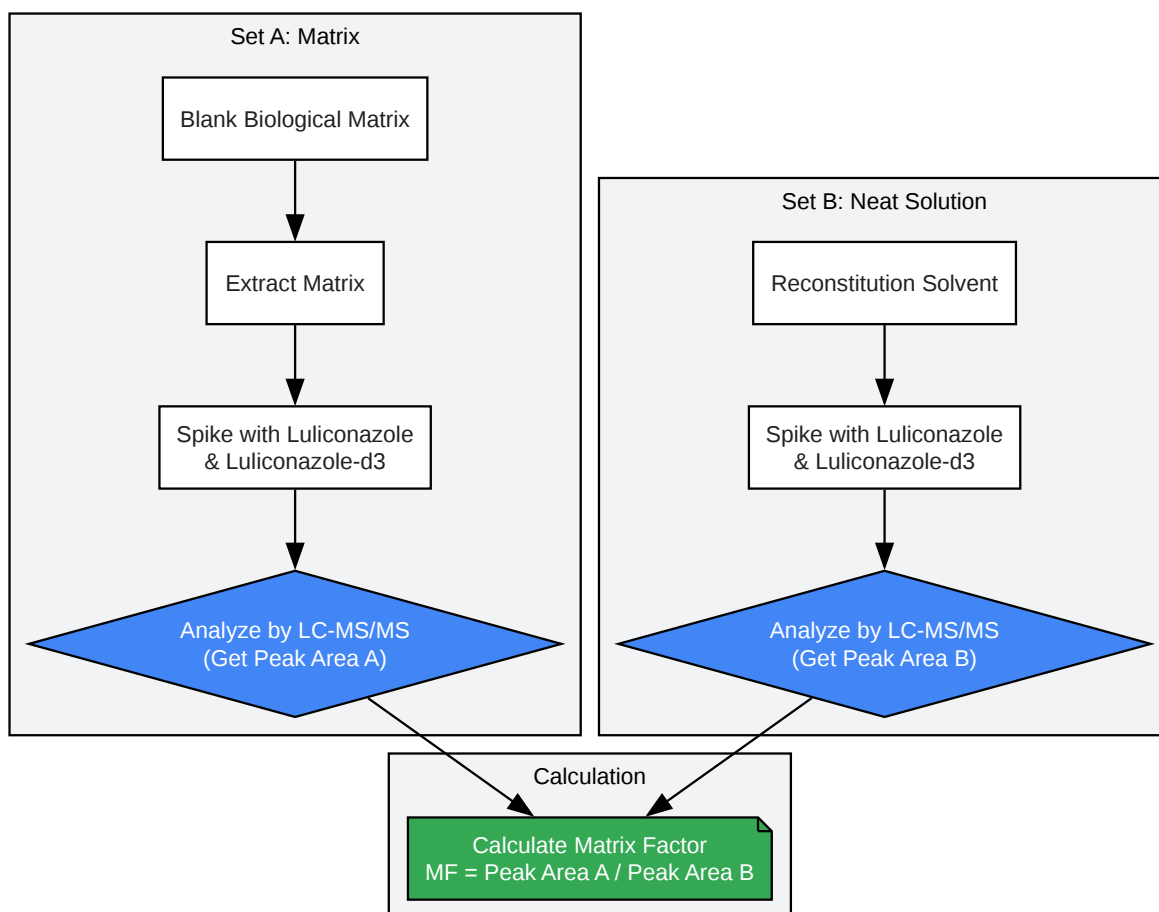 Set A: Matrix
Blank Biological Matrix
Extract Matrix
Spike with Luliconazole
& Luliconazole-d3
Analyze by LC-MS/MS
(Get Peak Area A)
Set B: Neat Solution
Reconstitution Solvent
Spike with Luliconazole
& Luliconazole-d3
Analyze by LC-MS/MS
(Get Peak Area B)
Calculation
Calculate Matrix Factor
MF = Peak Area A / Peak Area B